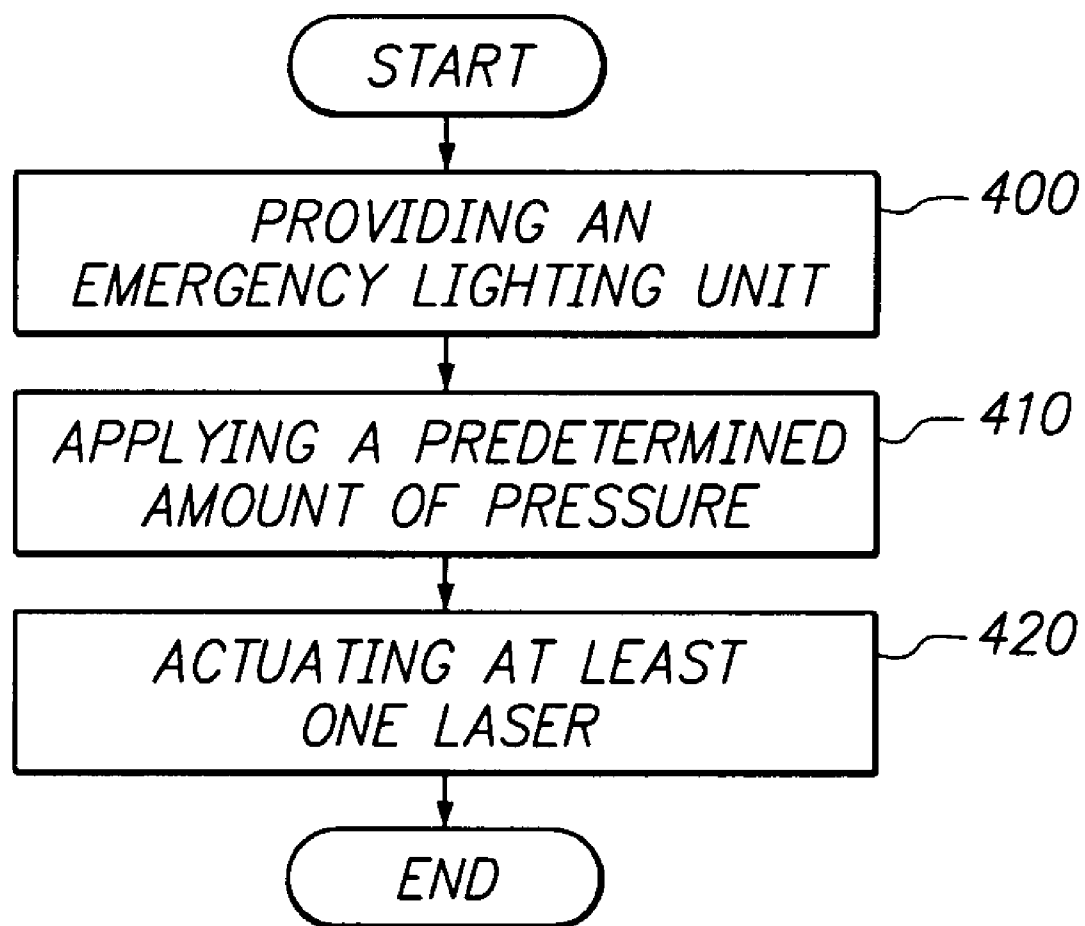 START
PROVIDING AN
EMERGENCY LIGHTING UNIT
400
APPLYING A PREDETERMINED
AMOUNT OF PRESSURE
410
ACTUATING AT LEAST
ONE LASER
420
END